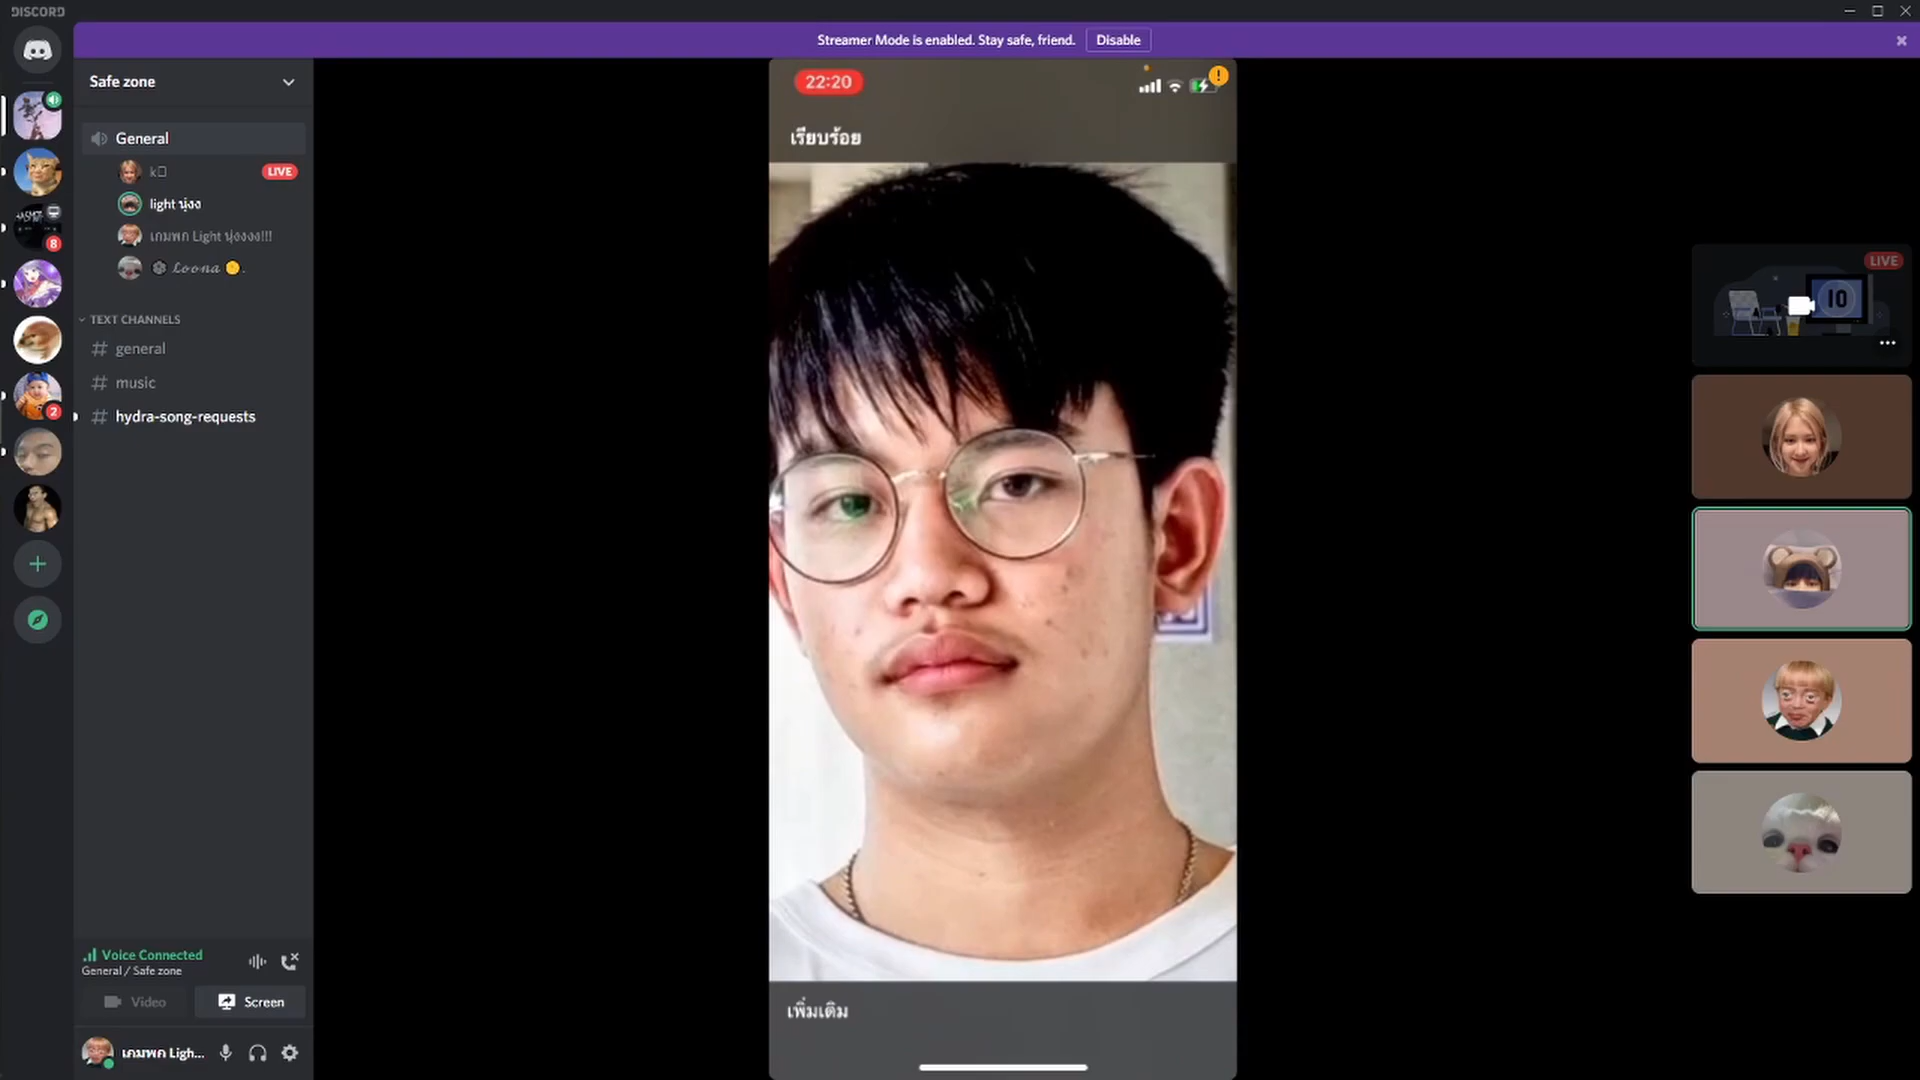 DISCORD
Streamer Mode is enabled. Stay safe, friend.
Disable
Safe zone
General
LIVE
light นุ่งง
เกมพก Light นุ่งงงง!!!
𝓛𝓸𝓸𝓷𝓪
TEXT CHANNELS
general
music
hydra-song-requests
8
2
Voice Connected
General / Safe zone
Video
Screen
เกมพก Ligh...
22:20
เรียบร้อย
เพิ่มเติม
LIVE
10